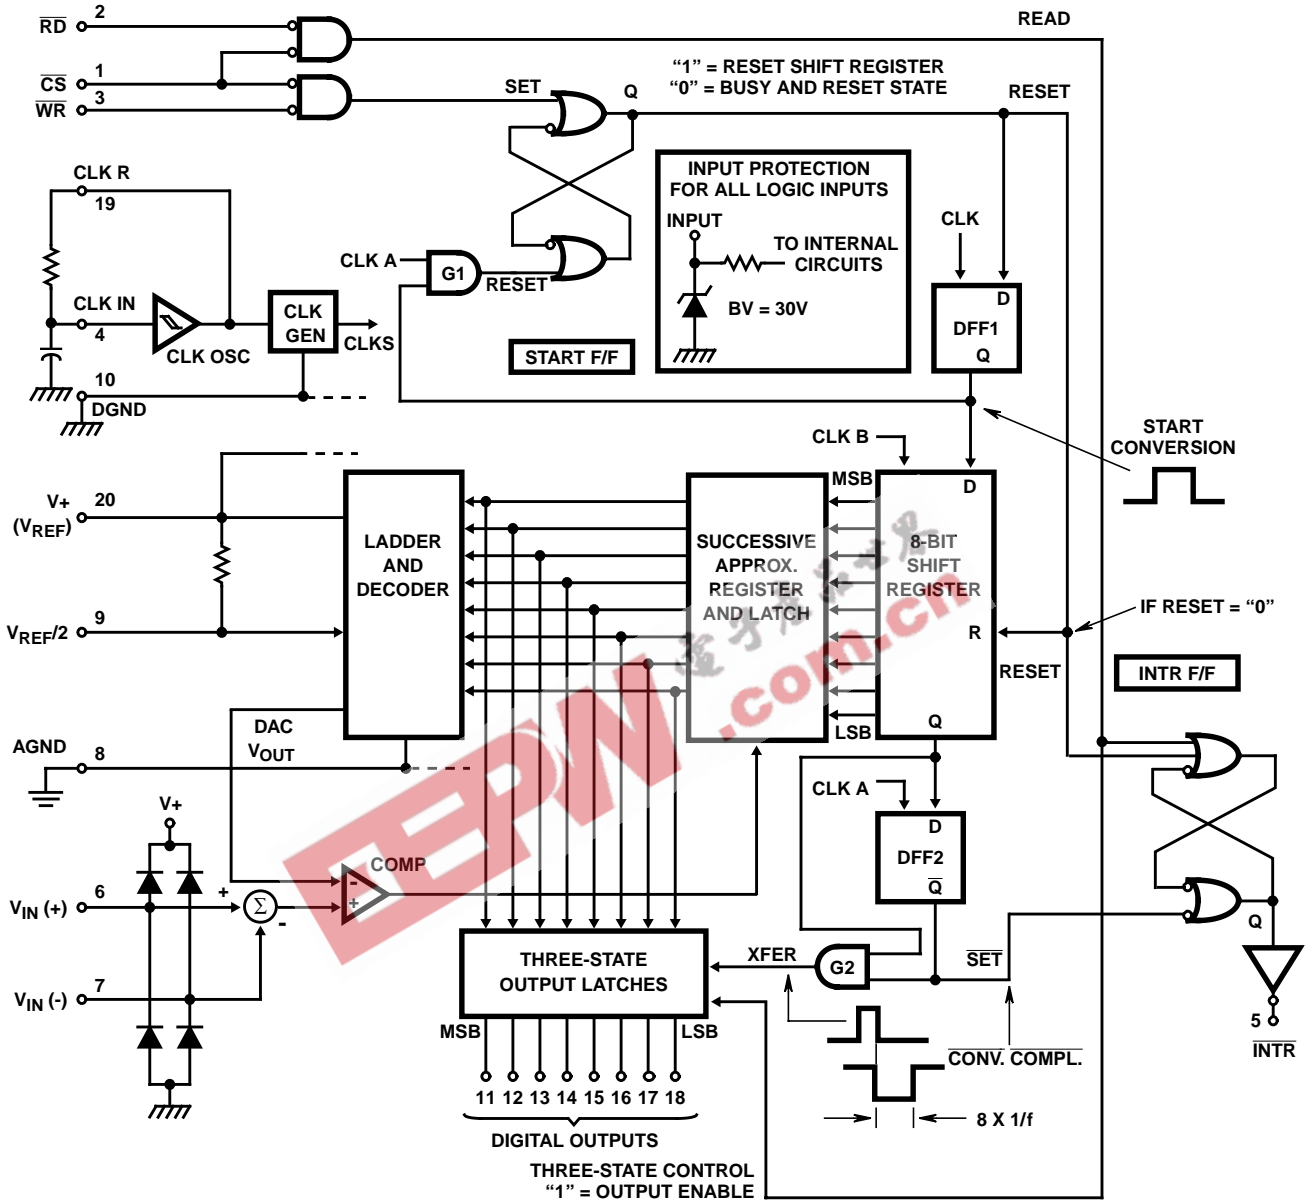 2
RD
READ
1
CS
3
WR
"1" = RESET SHIFT REGISTER
"0" = BUSY AND RESET STATE
SET
Q
RESET
CLK R
19
INPUT PROTECTION
FOR ALL LOGIC INPUTS
INPUT
TO INTERNAL
CIRCUITS
BV = 30V
CLK
CLK A
G1
RESET
D
DFF1
Q
CLK IN
4
CLK OSC
CLK
GEN
CLKS
START F/F
10
DGND
START
CONVERSION
CLK B
MSB
D
V+
(VREF)
20
LADDER
AND
DECODER
SUCCESSIVE
APPROX.
REGISTER
AND LATCH
8-BIT
SHIFT
REGISTER
R
IF RESET = "0"
VREF/2
9
RESET
INTR F/F
LSB
Q
DAC
VOUT
AGND
8
V+
CLK A
D
DFF2
Q
COMP
-
+
VIN (+)
6
+
Σ
-
Q
VIN (-)
7
THREE-STATE
OUTPUT LATCHES
XFER
G2
SET
MSB
LSB
5
INTR
CONV. COMPL.
11 12 13 14 15 16 17 18
8 X 1/f
DIGITAL OUTPUTS
THREE-STATE CONTROL
"1" = OUTPUT ENABLE
EEPW
.com.cn